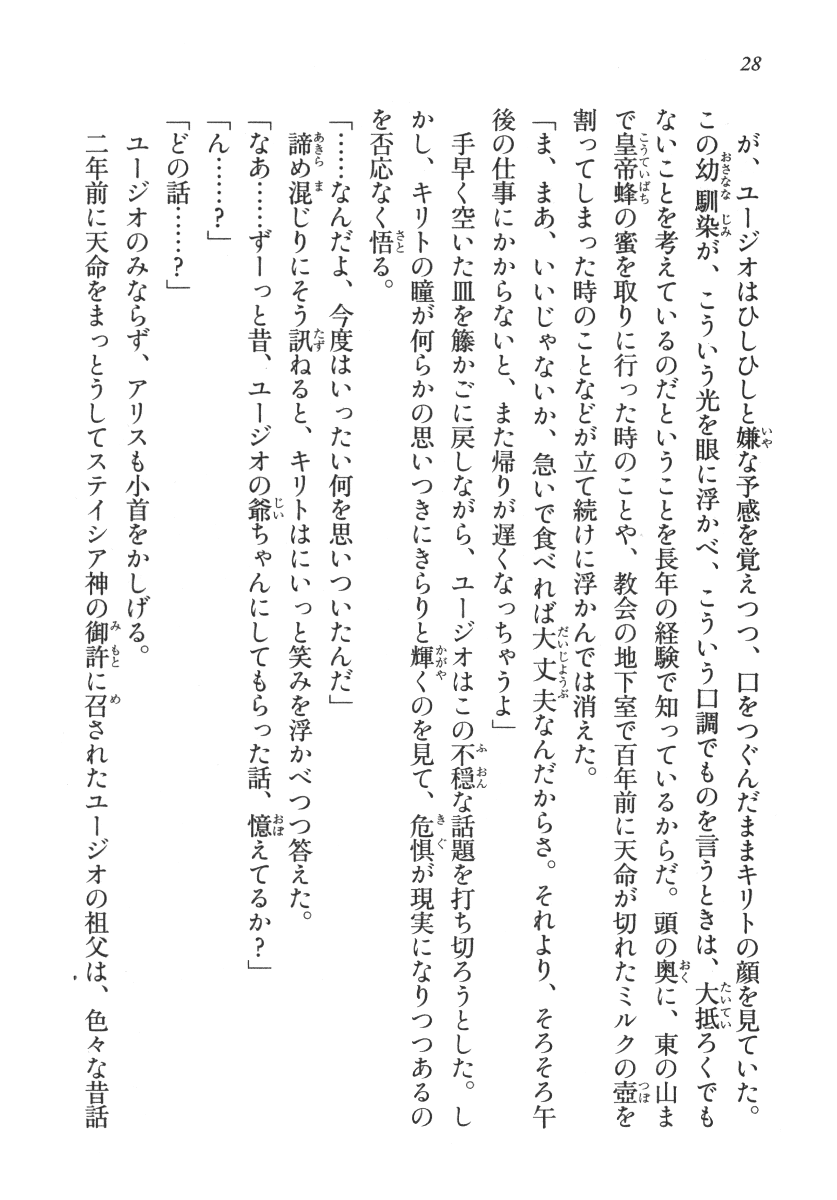 28
が、ユージオはひしひしと嫌な予感を覚えつつ、口をつぐんだままキリトの顔を見ていた。
この幼馴染が、こういう光を眼に浮かべ、こういう口調でものを言うときは、大抵ろくでも
ないことを考えているのだということを長年の経験で知っているからだ。頭の奥に、東の山ま
で皇帝蜂の蜜を取りに行った時のことや、教会の地下室で百年前に天命が切れたミルクの壺を
割ってしまった時のことなどが立て続けに浮かんでは消えた。
「ま、まあ、いいじゃないか、急いで食べれば大丈夫なんだからさ。それより、そろそろ午
後の仕事にかからないと、また帰りが遅くなっちゃうよ」
手早く空いた皿を籐かごに戻しながら、ユージオはこの不穏な話題を打ち切ろうとした。し
かし、キリトの瞳が何らかの思いつきにきらりと輝くのを見て、危惧が現実になりつつあるの
を否応なく悟る。
「……なんだよ、今度はいったい何を思いついたんだ」
諦め混じりにそう訊ねると、キリトはにいっと笑みを浮かべつつ答えた。
「なあ……ずーっと昔、ユージオの爺ちゃんにしてもらった話、憶えてるか？」
「ん……？」
「どの話……？」
ユージオのみならず、アリスも小首をかしげる。
二年前に天命をまっとうしてステイシア神の御許に召されたユージオの祖父は、色々な昔話